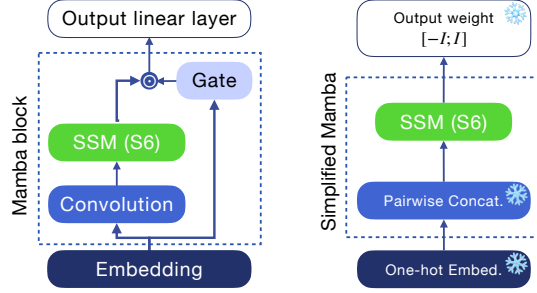 Output linear layer
Gate
SSM (S6)
Convolution
Embedding
Mamba block
Output weight
[−I; I]
SSM (S6)
Pairwise Concat.
One-hot Embed.
Simplified Mamba